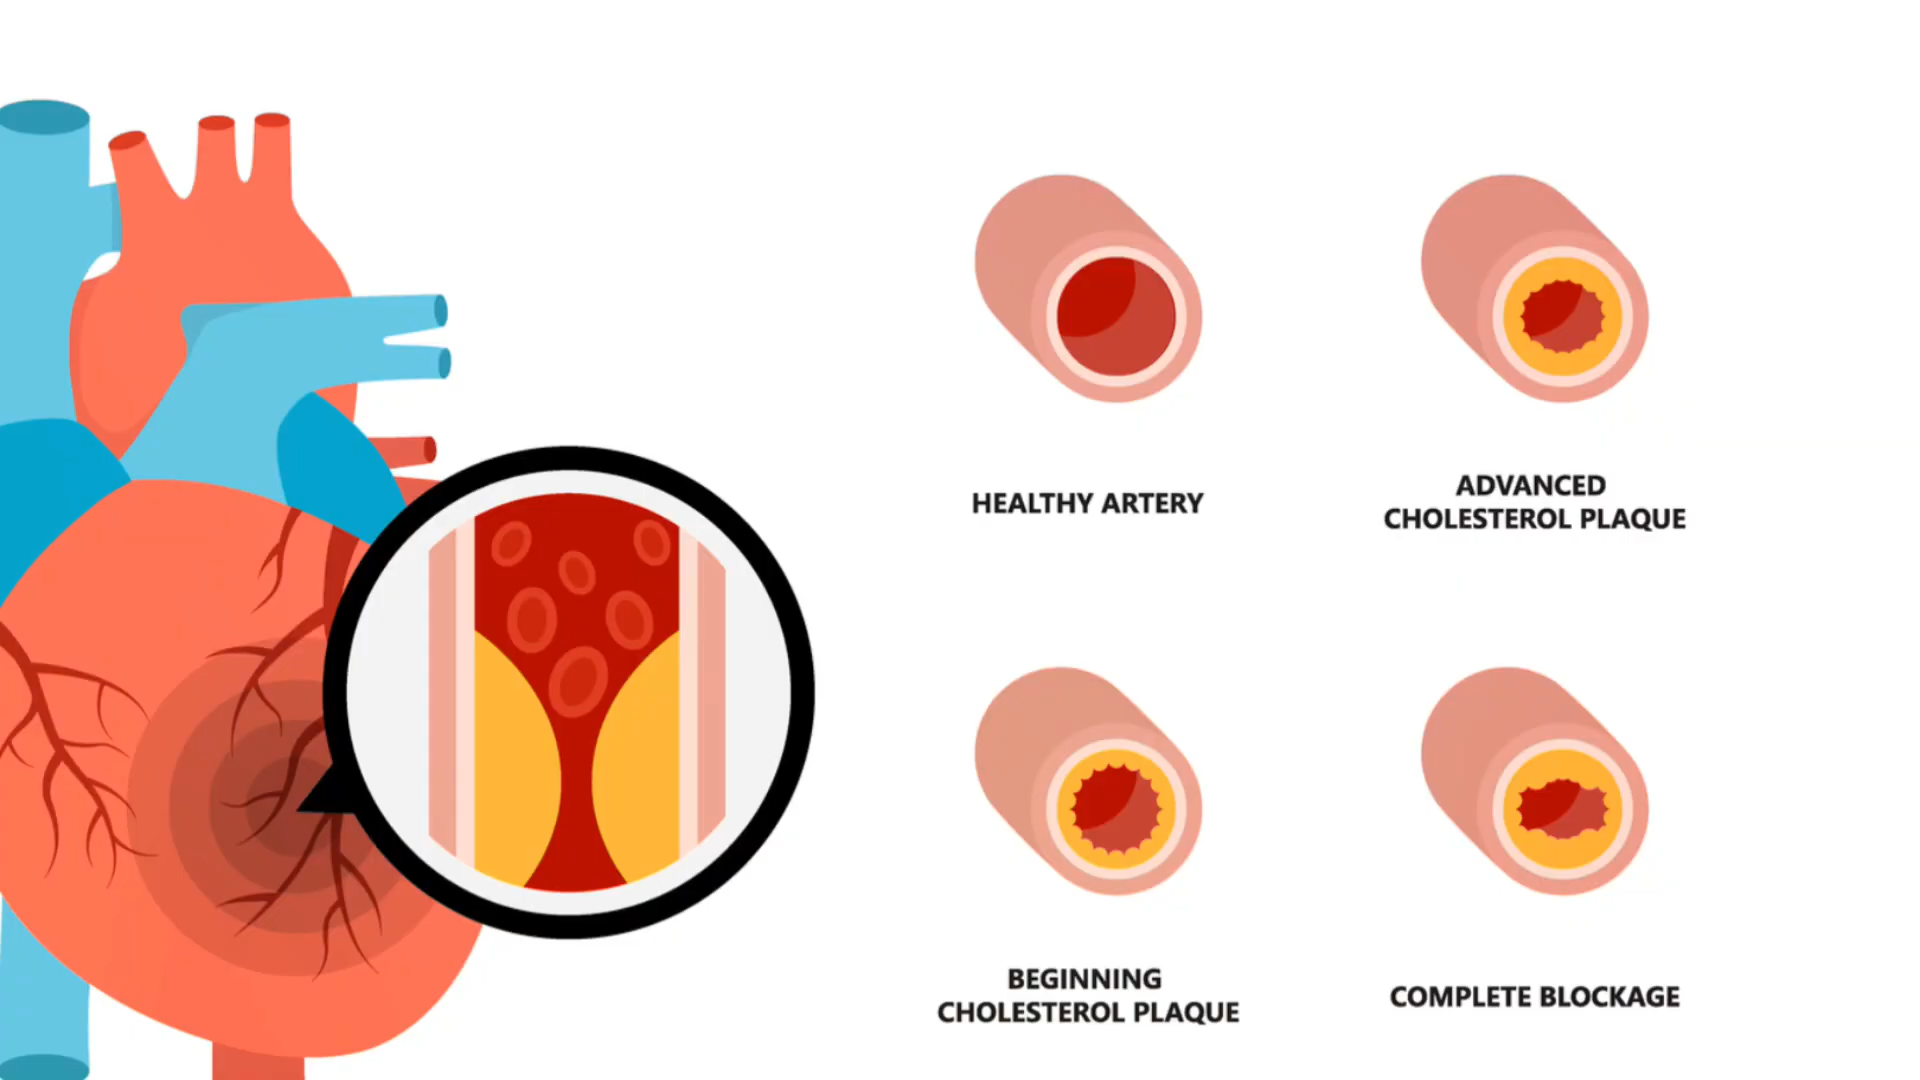 HEALTHY ARTERY
ADVANCED
CHOLESTEROL PLAQUE
BEGINNING
CHOLESTEROL PLAQUE
COMPLETE BLOCKAGE